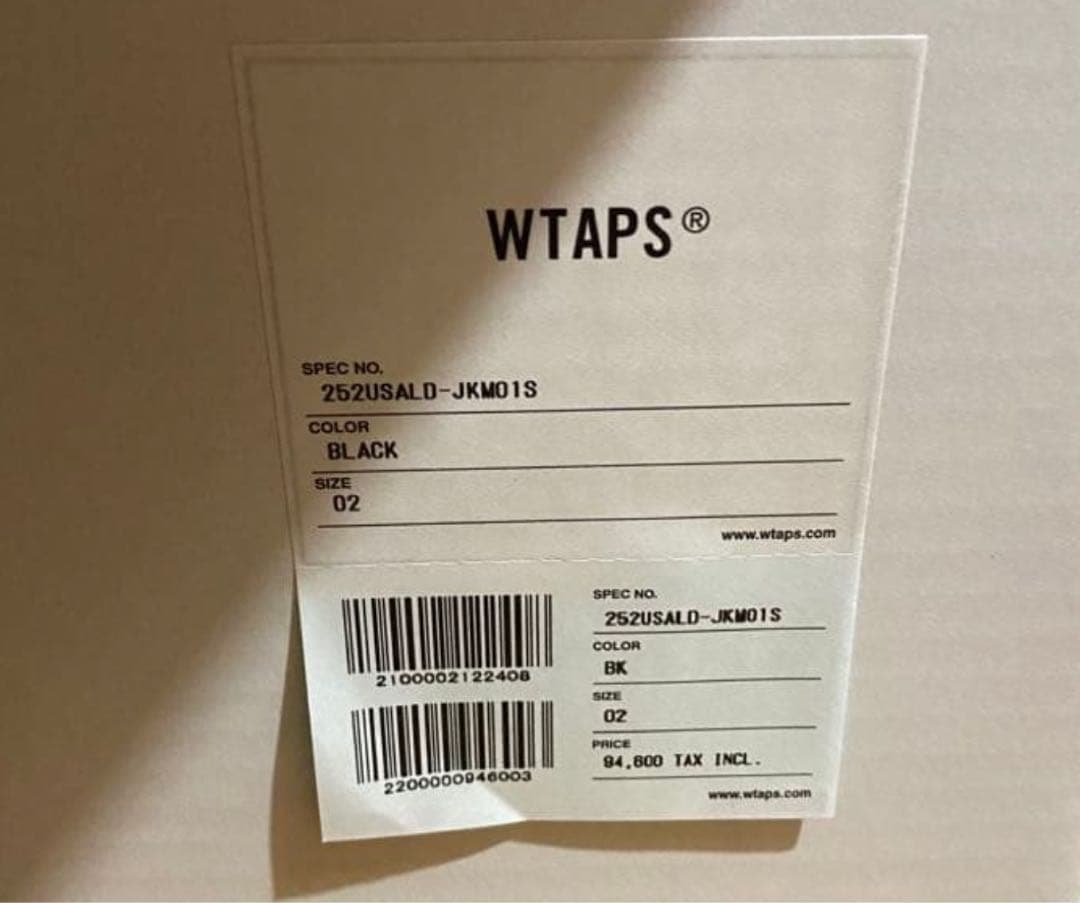 WTAPS®
SPEC NO.
252USALD-JKM01S
COLOR
BLACK
SIZE
02
www.wtaps.com
2100002122408
2200000946003
SPEC NO.
252USALD-JKM01S
COLOR
BK
SIZE
02
PRICE
94,600 TAX INCL.
www.wtaps.com